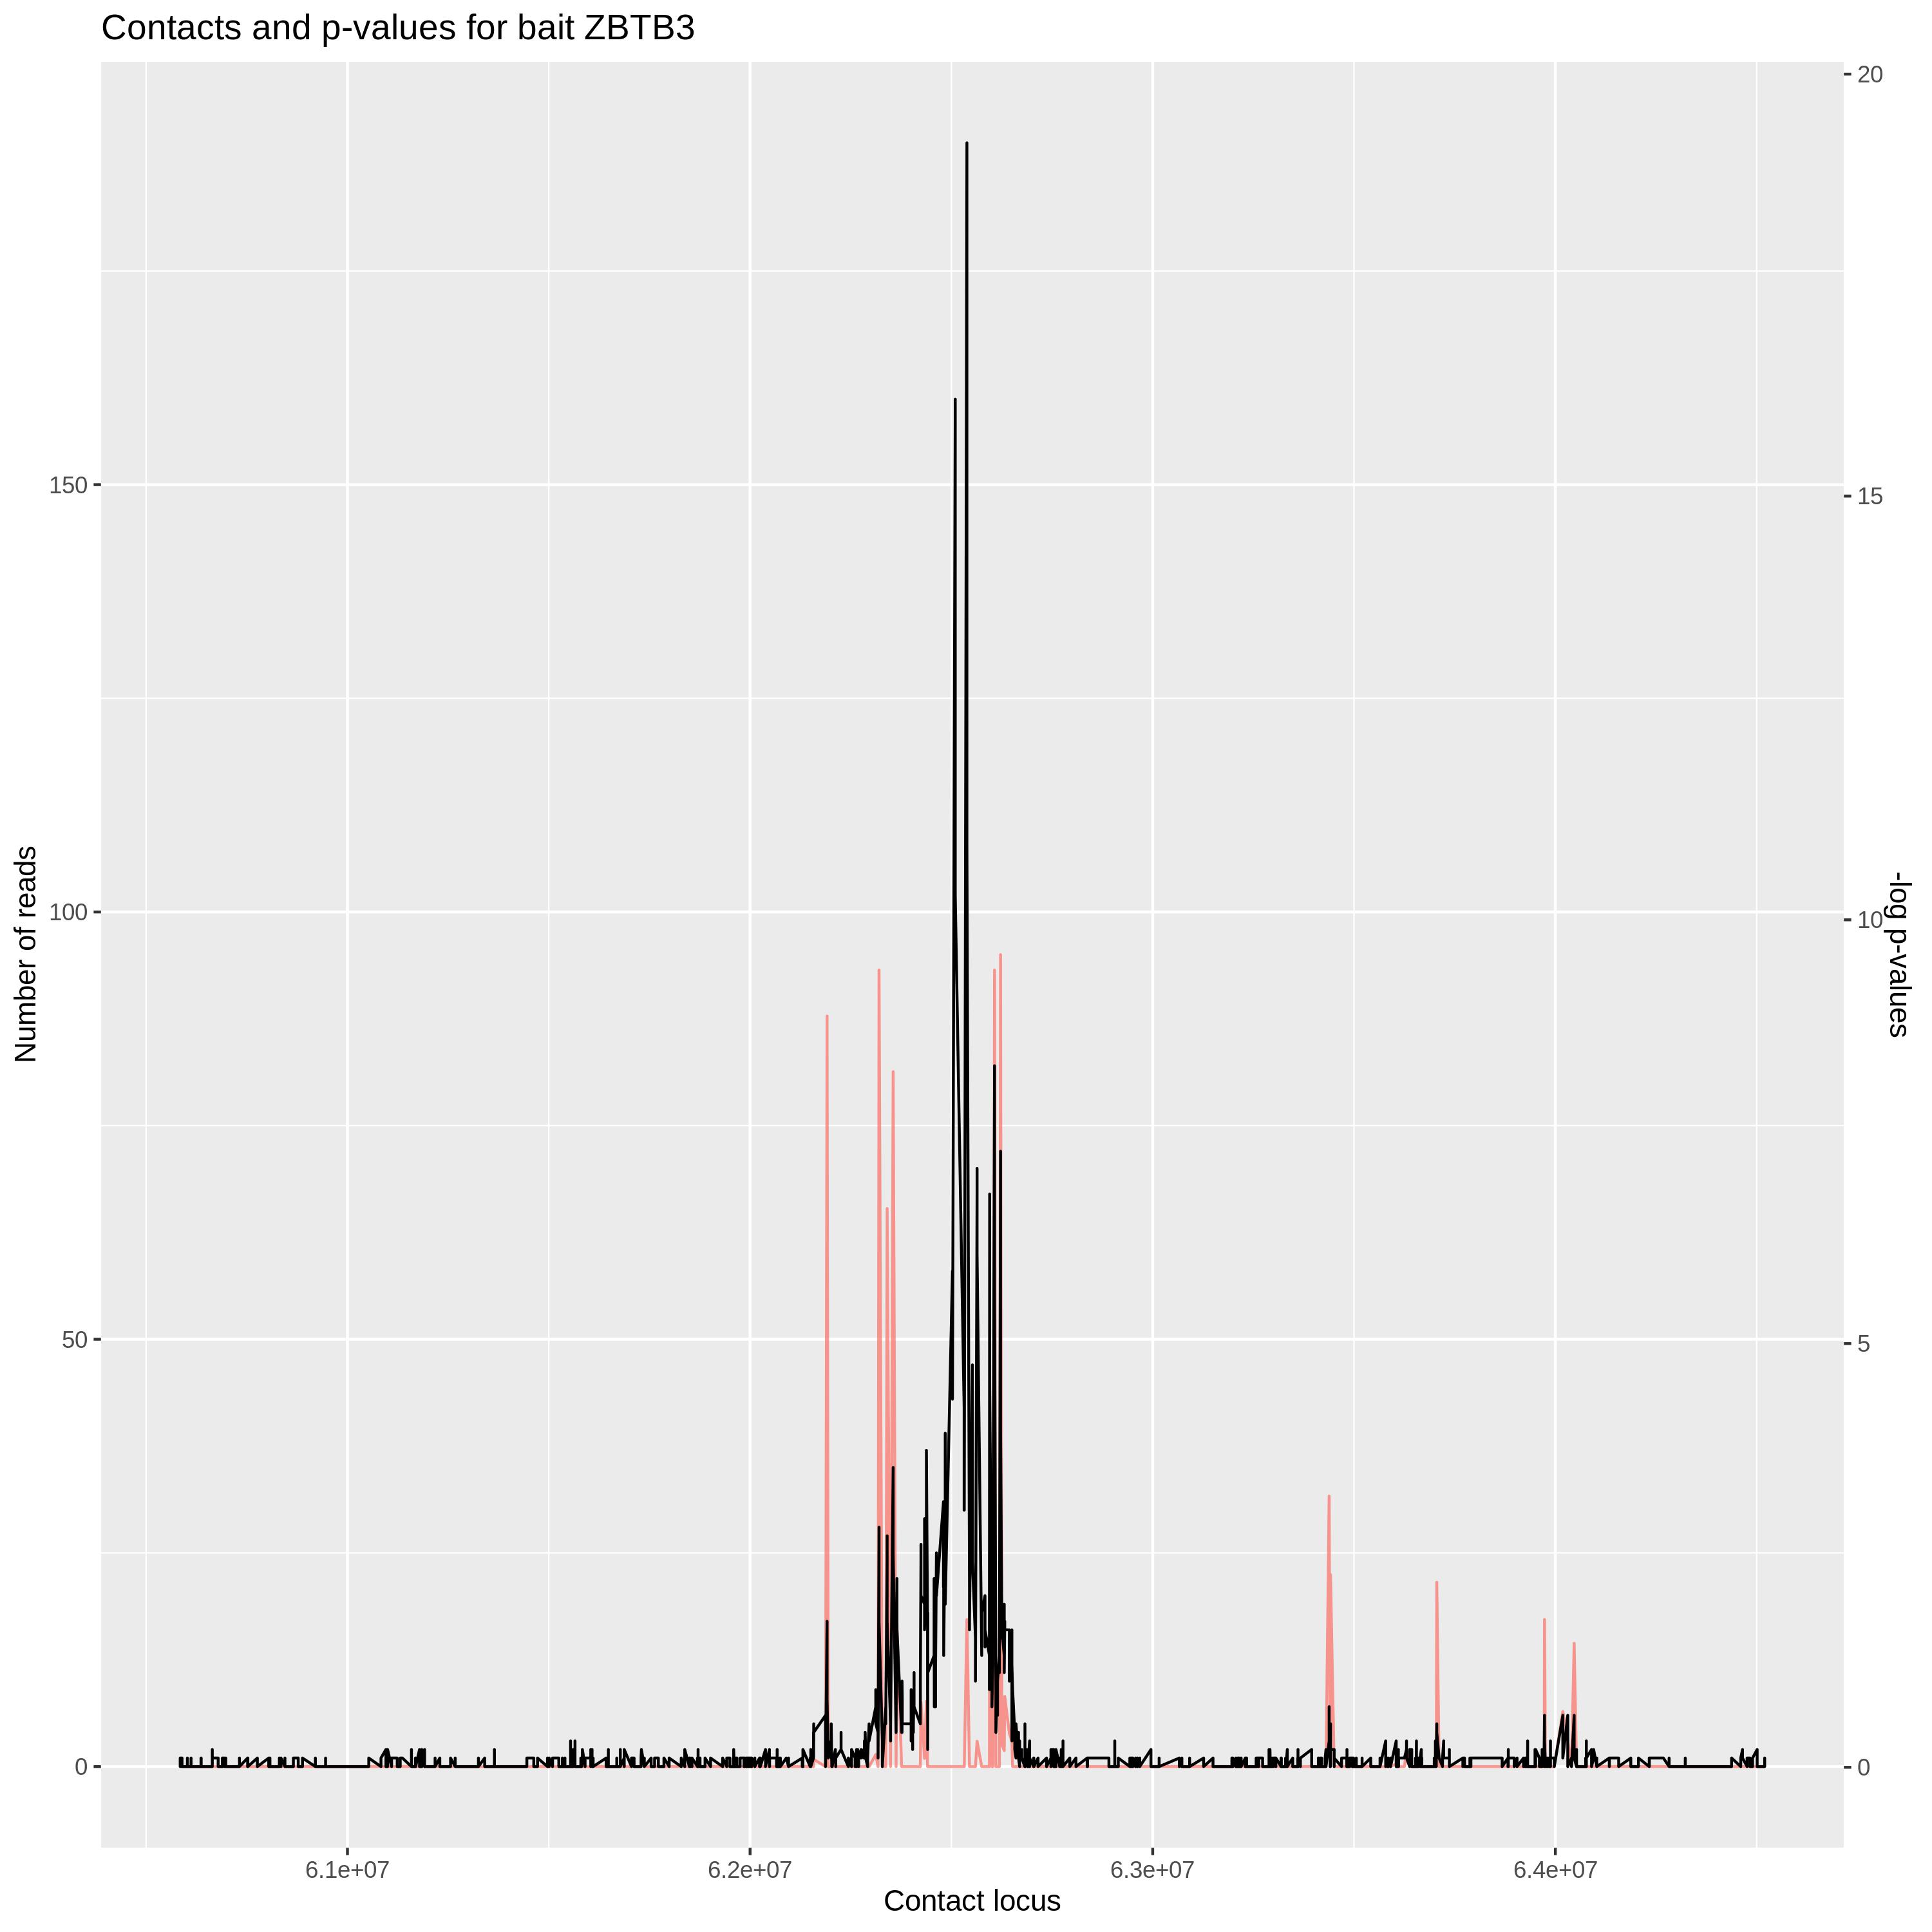 Contacts and p-values for bait ZBTB3
20
150
15
Number of reads
100
10
-log p-values
50
5
0
0
6.1e+07
6.2e+07
6.3e+07
6.4e+07
Contact locus